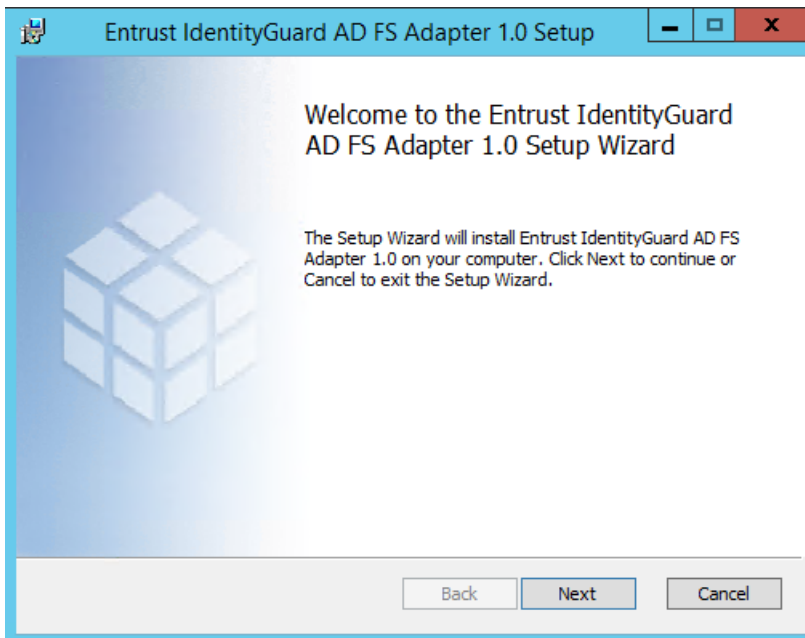 Entrust IdentityGuard AD FS Adapter 1.0 Setup
Welcome to the Entrust IdentityGuard
AD FS Adapter 1.0 Setup Wizard
The Setup Wizard will install Entrust IdentityGuard AD FS
Adapter 1.0 on your computer. Click Next to continue or
Cancel to exit the Setup Wizard.
Back Next Cancel